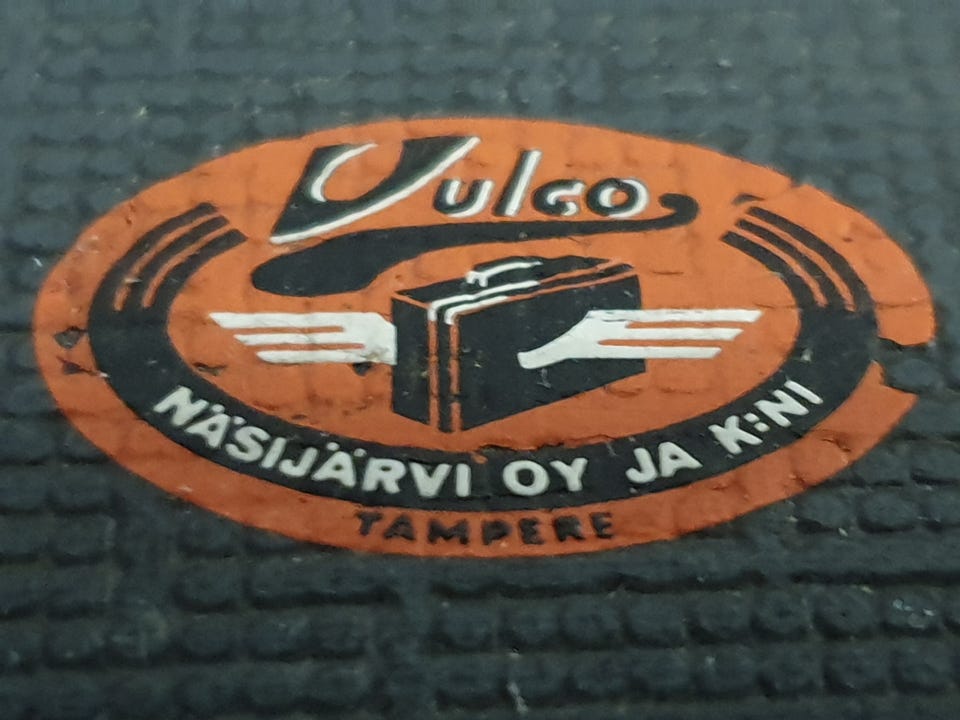 Vulco
NÄSIJÄRVI OY JA K:NI
TAMPERE